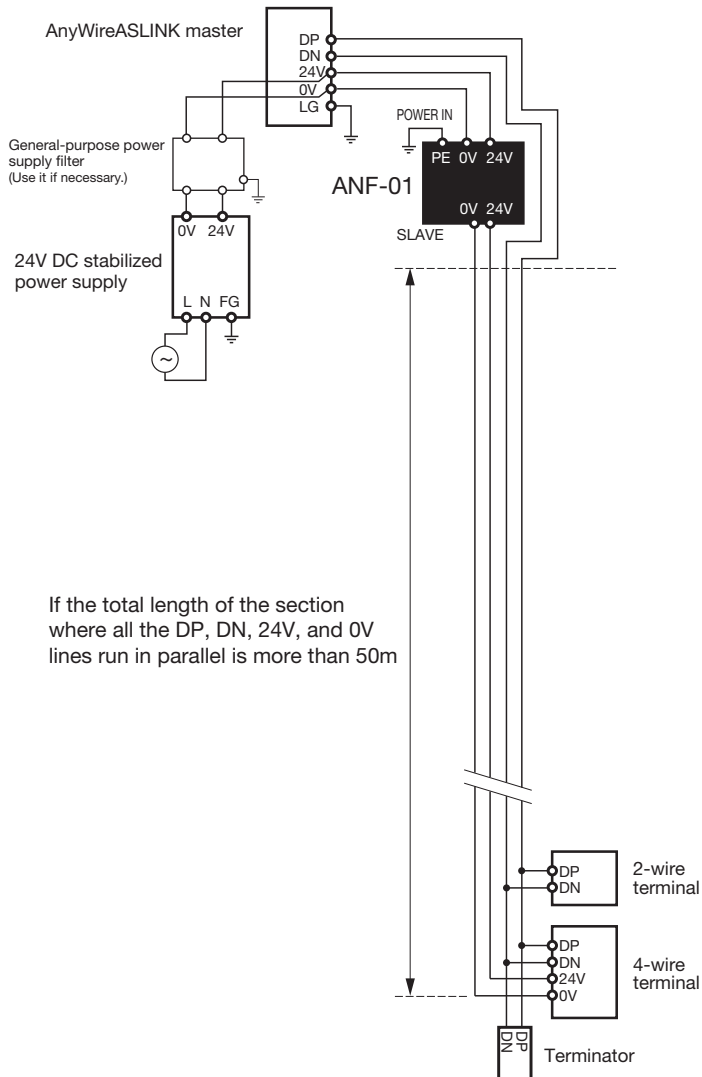 AnyWireASLINK master
DP
DN
24V
0V
LG
General-purpose power
supply filter
(Use it if necessary.)
0V 24V
24V DC stabilized
power supply
L N FG
~
POWER IN
PE 0V 24V
ANF-01
0V 24V
SLAVE
If the total length of the section
where all the DP, DN, 24V, and 0V
lines run in parallel is more than 50m
DP
DN
2-wire
terminal
DP
DN
24V
0V
4-wire
terminal
DN
DP
Terminator